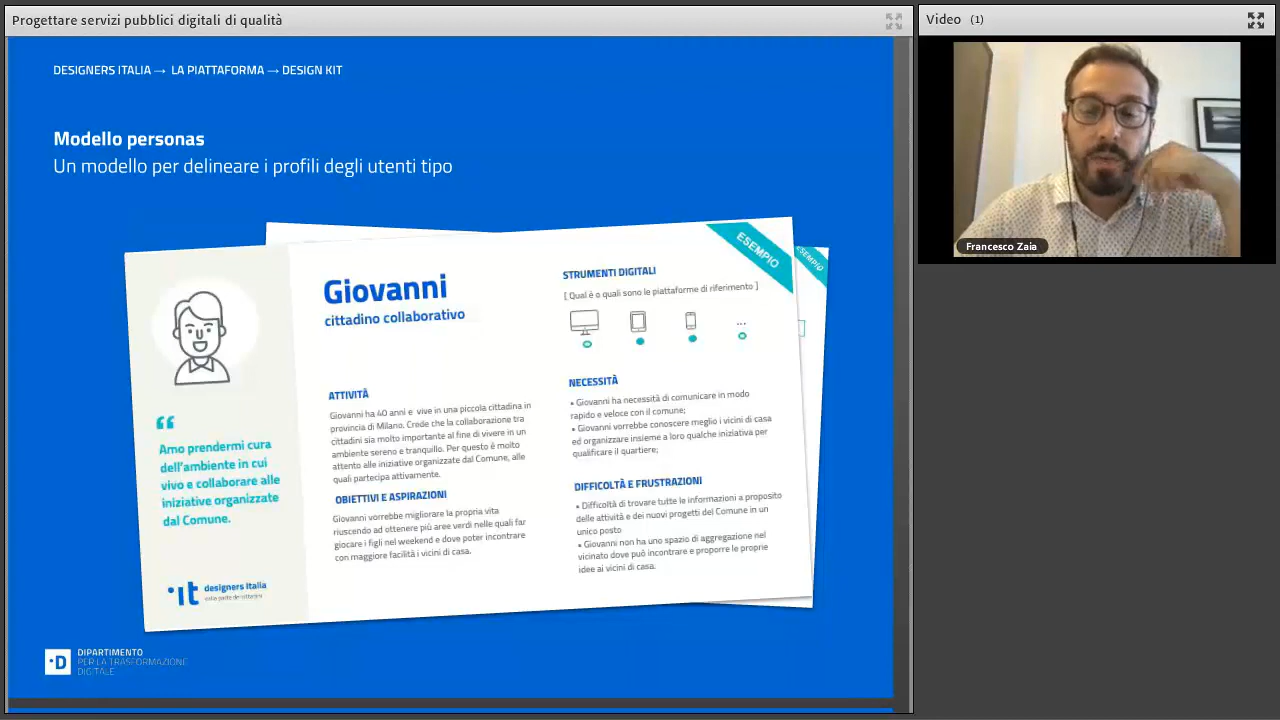 Progettare servizi pubblici digitali di qualità
Video (1)
DESIGNERS ITALIA → LA PIATTAFORMA → DESIGN KIT
Modello personas
Un modello per delineare i profili degli utenti tipo
Francesco Zaia
ESEMPIO
ESEMPIO
Giovanni
cittadino collaborativo
“
Amo prendermi cura
dell'ambiente in cui
vivo e collaborare alle
iniziative organizzate
dal Comune.
ATTIVITÀ
Giovanni ha 40 anni e vive in una piccola cittadina in
provincia di Milano. Crede che la collaborazione tra
cittadini sia molto importante al fine di vivere in un
ambiente sereno e tranquillo. Per questo è molto
attento alle iniziative organizzate dal Comune, alle
quali partecipa attivamente.
OBIETTIVI E ASPIRAZIONI
Giovanni vorrebbe migliorare la propria vita
riuscendo ad ottenere più aree verdi nelle quali far
giocare i figli nel weekend e dove poter incontrare
con maggiore facilità i vicini di casa.
STRUMENTI DIGITALI
[ Qual è o quali sono le piattaforme di riferimento ]
...
NECESSITÀ
• Giovanni ha necessità di comunicare in modo
rapido e veloce con il comune;
• Giovanni vorrebbe conoscere meglio i vicini di casa
ed organizzare insieme a loro qualche iniziativa per
qualificare il quartiere;
DIFFICOLTÀ E FRUSTRAZIONI
• Difficoltà di trovare tutte le informazioni a proposito
delle attività e dei nuovi progetti del Comune in un
unico posto
• Giovanni non ha uno spazio di aggregazione nel
vicinato dove può incontrare e proporre le proprie
idee ai vicini di casa.
it designers italia
D DIPARTIMENTO
PER LA TRASFORMAZIONE
DIGITALE